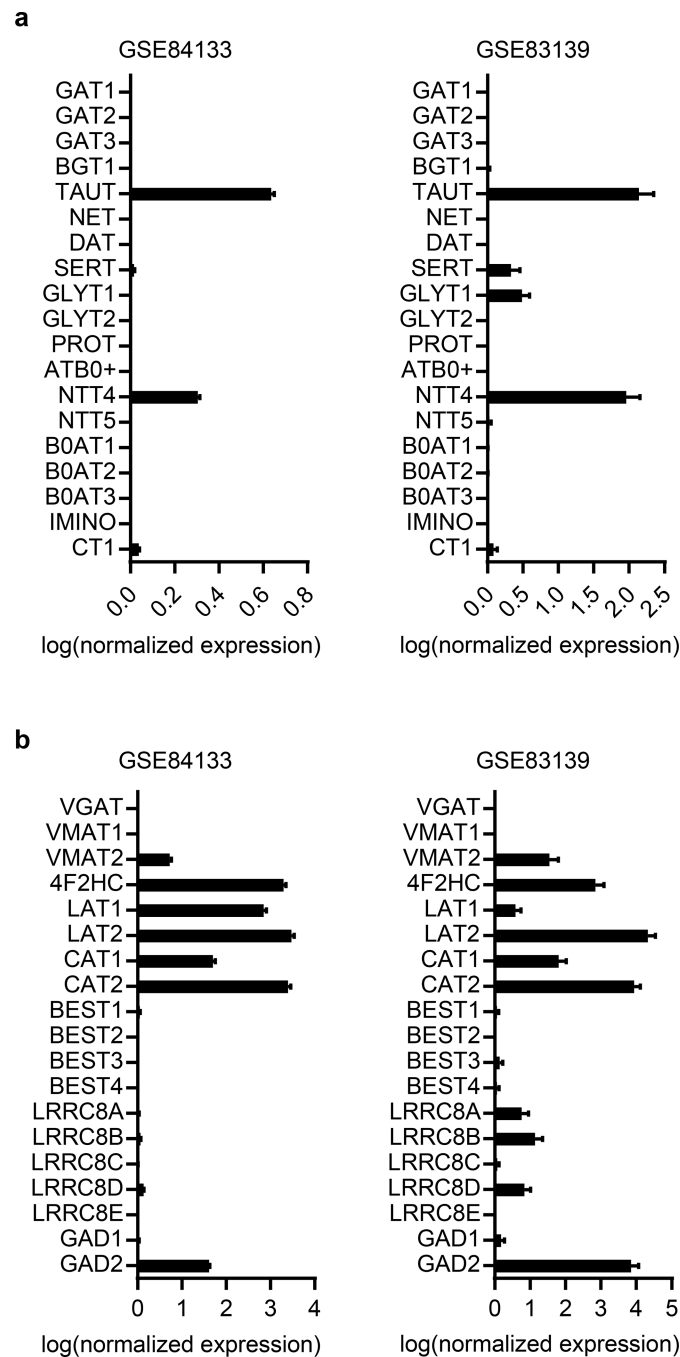 a
GSE84133
GAT1
GAT2
GAT3
BGT1
TAUT
NET
DAT
SERT
GLYT1
GLYT2
PROT
ATB0+
NTT4
NTT5
B0AT1
B0AT2
B0AT3
IMINO
CT1
0.0 0.2 0.4 0.6 0.8
log(normalized expression)
GSE83139
GAT1
GAT2
GAT3
BGT1
TAUT
NET
DAT
SERT
GLYT1
GLYT2
PROT
ATB0+
NTT4
NTT5
B0AT1
B0AT2
B0AT3
IMINO
CT1
0.0 0.5 1.0 1.5 2.0 2.5
log(normalized expression)
b
GSE84133
VGAT
VMAT1
VMAT2
4F2HC
LAT1
LAT2
CAT1
CAT2
BEST1
BEST2
BEST3
BEST4
LRRC8A
LRRC8B
LRRC8C
LRRC8D
LRRC8E
GAD1
GAD2
0 1 2 3 4
log(normalized expression)
GSE83139
VGAT
VMAT1
VMAT2
4F2HC
LAT1
LAT2
CAT1
CAT2
BEST1
BEST2
BEST3
BEST4
LRRC8A
LRRC8B
LRRC8C
LRRC8D
LRRC8E
GAD1
GAD2
0 1 2 3 4 5
log(normalized expression)